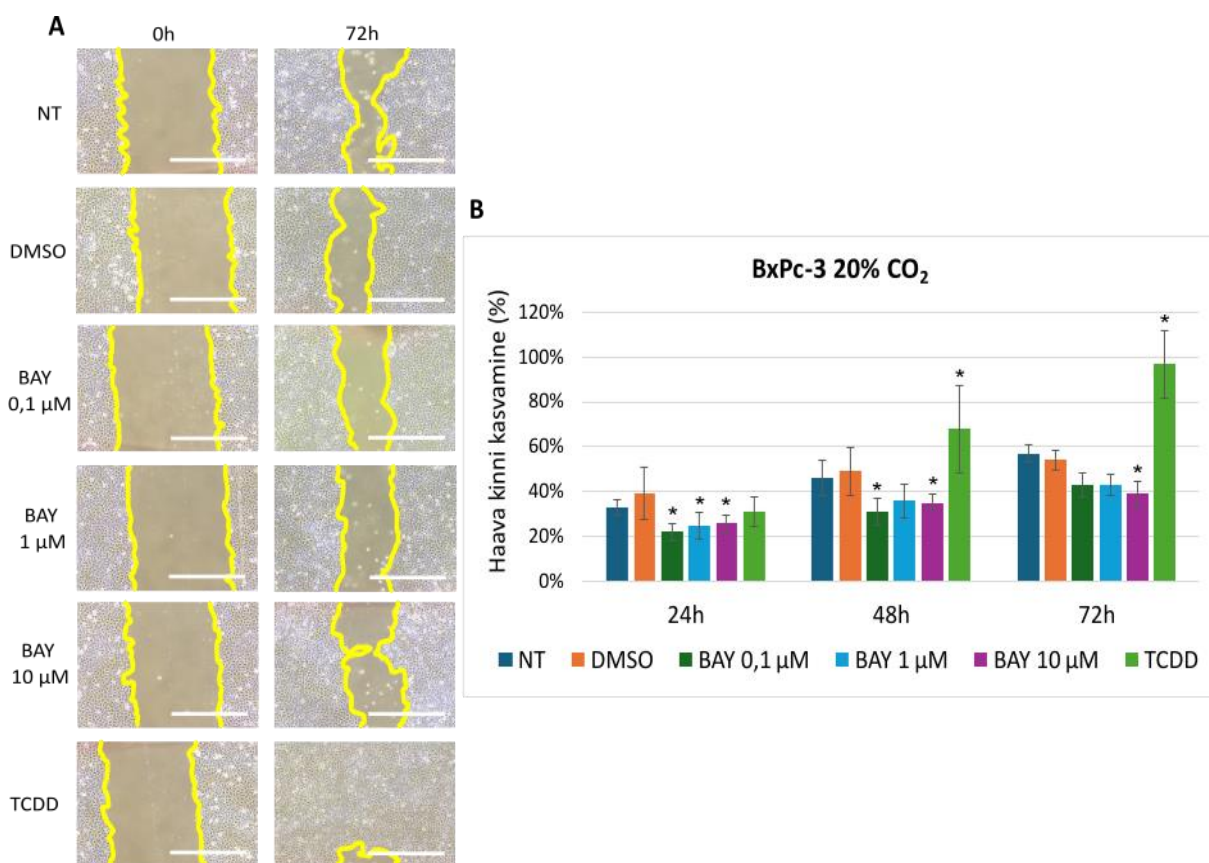 A
0h 72h
NT
DMSO
BAY
0,1 µM
BAY
1 µM
BAY
10 µM
TCDD
B
BxPc-3 20% CO₂
Haava kinni kasvamine (%)
120%
100%
80%
60%
40%
20%
0%
* * *
* * *
* *
24h 48h 72h
NT DMSO BAY 0,1 µM BAY 1 µM BAY 10 µM TCDD